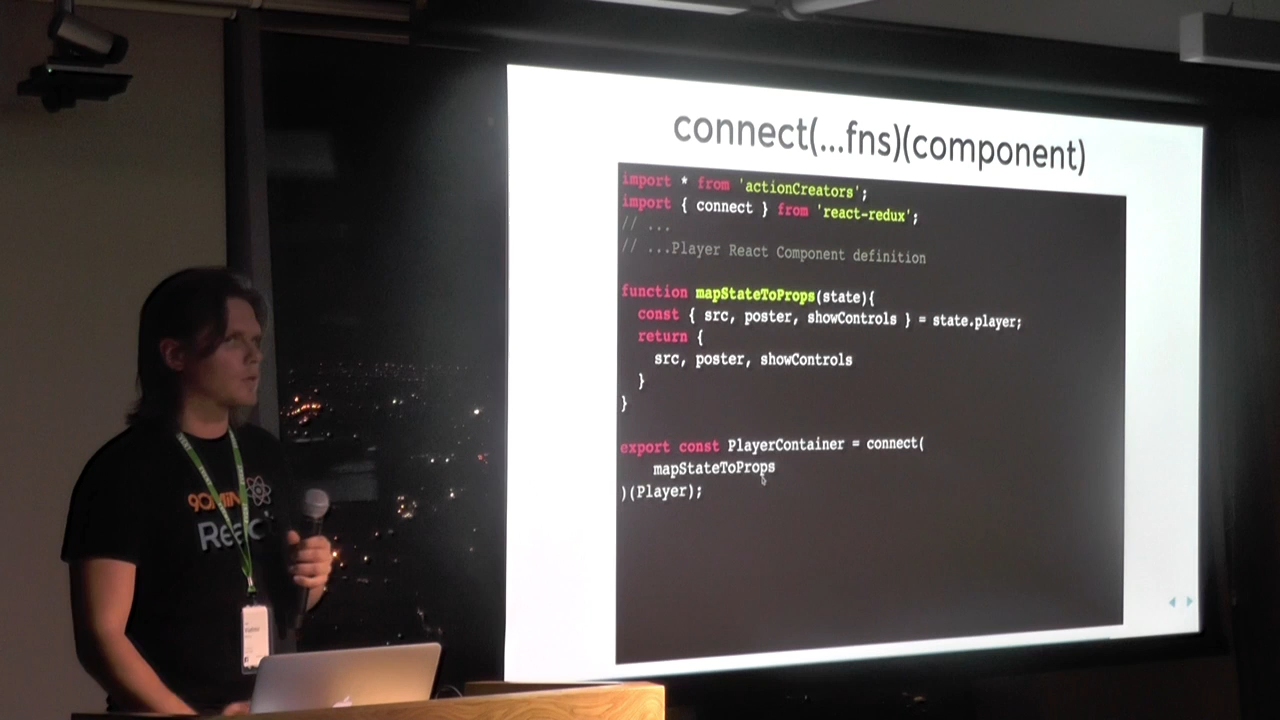 connect(...fns)(component)
import * from 'actionCreators';
import { connect } from 'react-redux';
// ...
// ...Player React Component definition
function mapStateToProps(state){
const { src, poster, showControls } = state.player;
return {
src, poster, showControls
}
}
export const PlayerContainer = connect(
mapStateToProps
)(Player);
90MiN
React